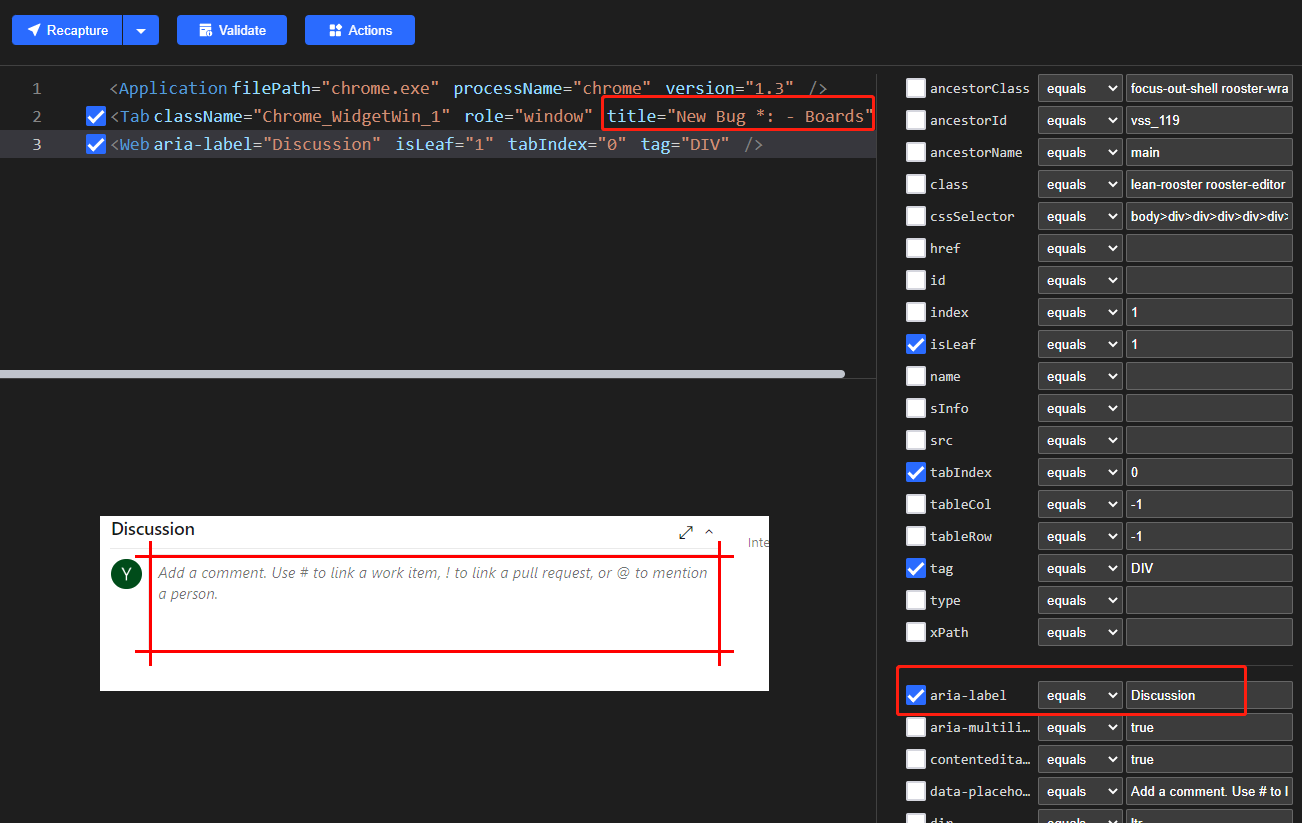 Recapture
Validate
Actions
1 <Application filePath="chrome.exe" processName="chrome" version="1.3" />
2 <Tab className="Chrome_WidgetWin_1" role="window" title="New Bug *: - Boards"
3 <Web aria-label="Discussion" isLeaf="1" tabIndex="0" tag="DIV" />
Discussion
Inte
Y
Add a comment. Use # to link a work item, ! to link a pull request, or @ to mention
a person.
ancestorClass equals focus-out-shell rooster-wra
ancestorId equals vss_119
ancestorName equals main
class equals lean-rooster rooster-editor
cssSelector equals body>div>div>div>div>div>
href equals
id equals
index equals 1
isLeaf equals 1
name equals
sInfo equals
src equals
tabIndex equals 0
tableCol equals -1
tableRow equals -1
tag equals DIV
type equals
xPath equals
aria-label equals Discussion
aria-multili… equals true
contentedita… equals true
data-placeho… equals Add a comment. Use # to l
dir equals ltr